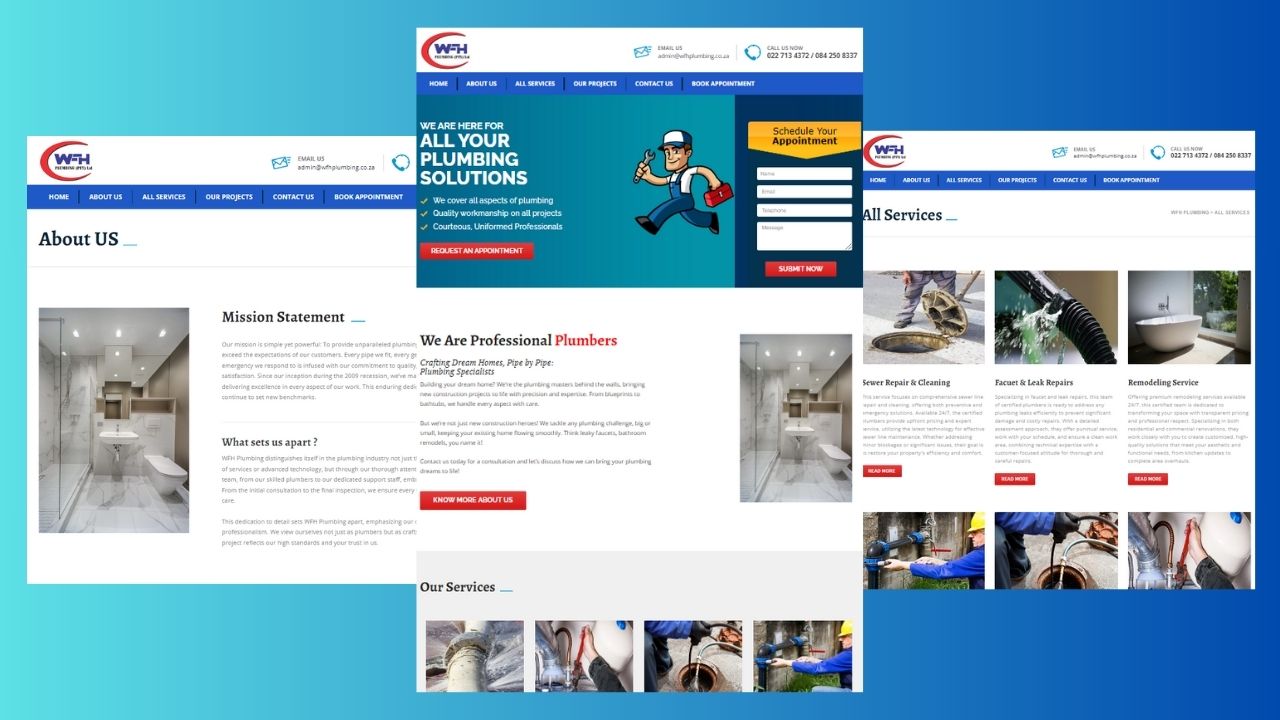 WFH
PLUMBING (PTY) Ltd
EMAIL US
admin@wfhplumbing.co.za
HOME
ABOUT US
ALL SERVICES
OUR PROJECTS
CONTACT US
BOOK APPOINTMENT
About US
Mission Statement
Our mission is simple yet powerful: To provide unparalleled plumbing
exceed the expectations of our customers. Every pipe we fit, every
emergency we respond to is infused with our commitment to quality,
satisfaction. Since our inception during the 2009 recession, we've
delivering excellence in every aspect of our work. This enduring
continue to set new benchmarks.
What sets us apart ?
WFH Plumbing distinguishes itself in the plumbing industry not just
of services or advanced technology, but through our thorough
team, from our skilled plumbers to our dedicated support staff,
From the initial consultation to the final inspection, we ensure every
care.
This dedication to detail sets WFH Plumbing apart, emphasizing our
professionalism. We view ourselves not just as plumbers but as
project reflects our high standards and your trust in us.
WFH
PLUMBING (PTY) Ltd
EMAIL US
admin@wfhplumbing.co.za
CALL US NOW
022 713 4372 / 084 250 8337
HOME
ABOUT US
ALL SERVICES
OUR PROJECTS
CONTACT US
BOOK APPOINTMENT
WE ARE HERE FOR
ALL YOUR
PLUMBING
SOLUTIONS
We cover all aspects of plumbing
Quality workmanship on all projects
Courteous, Uniformed Professionals
REQUEST AN APPOINTMENT
Schedule Your
Appointment
Name
Email
Telephone
Message
SUBMIT NOW
We Are Professional Plumbers
Crafting Dream Homes, Pipe by Pipe:
Plumbing Specialists
Building your dream home? We're the plumbing masters behind the walls, bringing
new construction projects to life with precision and expertise. From blueprints to
bathtubs, we handle every aspect with care.
But we're not just new construction heroes! We tackle any plumbing challenge, big or
small, keeping your existing home flowing smoothly. Think leaky faucets, bathroom
remodels, you name it!
Contact us today for a consultation and let's discuss how we can bring your plumbing
dreams to life!
KNOW MORE ABOUT US
Our Services
WFH
PLUMBING (PTY) Ltd
EMAIL US
admin@wfhplumbing.co.za
CALL US NOW
022 713 4372 / 084 250 8337
HOME
ABOUT US
ALL SERVICES
OUR PROJECTS
CONTACT US
BOOK APPOINTMENT
All Services
WFH PLUMBING > ALL SERVICES
Sewer Repair & Cleaning
This service focuses on comprehensive sewer line
repair and cleaning, offering both preventive and
emergency solutions. Available 24/7, the certified
plumbers provide upfront pricing and expert
service, utilizing the latest technology for effective
sewer line maintenance. Whether addressing
minor blockages or significant issues, their goal is
to restore your property's efficiency and comfort.
READ MORE
Facuet & Leak Repairs
Specializing in faucet and leak repairs, this team
of certified plumbers is ready to address any
plumbing leaks efficiently to prevent significant
damage and costly repairs. With a detailed
assessment approach, they offer punctual service,
work with your schedule, and ensure a clean work
area, combining technical expertise with a
customer-focused attitude for thorough and
careful repairs.
READ MORE
Remodeling Service
Offering premium remodeling services available
24/7, this certified team is dedicated to
transforming your space with transparent pricing
and professional respect. Specializing in both
residential and commercial renovations, they
work closely with you to create customized, high-
quality solutions that meet your aesthetic and
functional needs, from kitchen updates to
complete area overhauls.
READ MORE